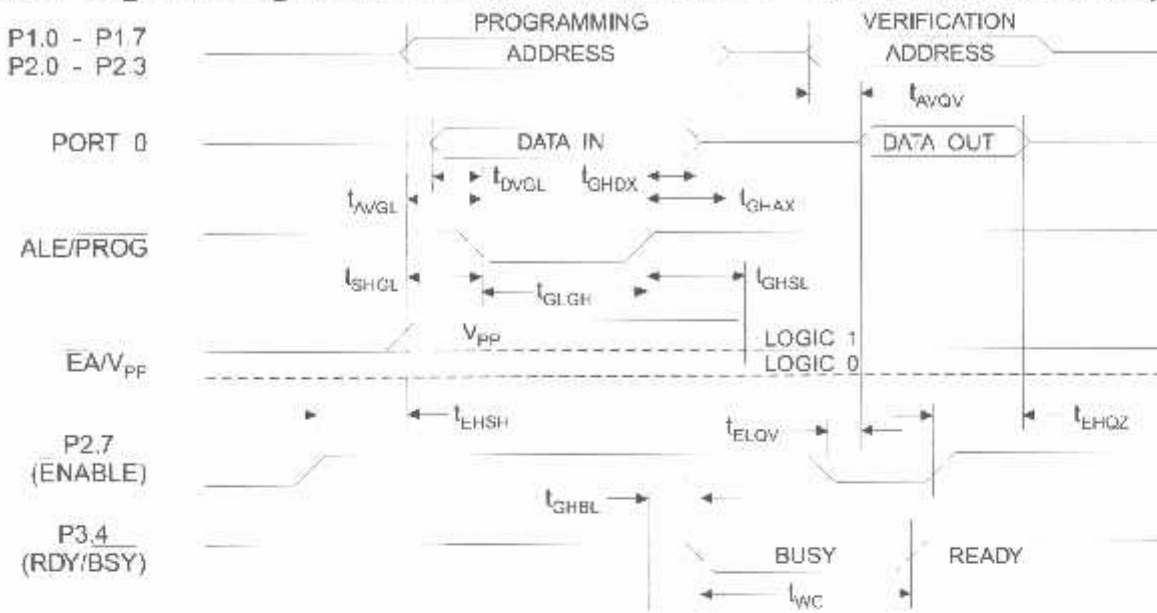 PROGRAMMING VERIFICATION
P1.0 - P1.7
P2.0 - P2.3
ADDRESS ADDRESS
tAVQV
PORT 0 DATA IN DATA OUT
tDVGL tGHDX
tAVGL tGHAX
ALE/PROG
tSHGL tGLGH tGHSL
VPP LOGIC 1
EA/VPP LOGIC 0
tEHSH tELQV tEHQZ
P2.7
(ENABLE)
tGHBL
P3.4
(RDY/BSY) BUSY READY
tWC